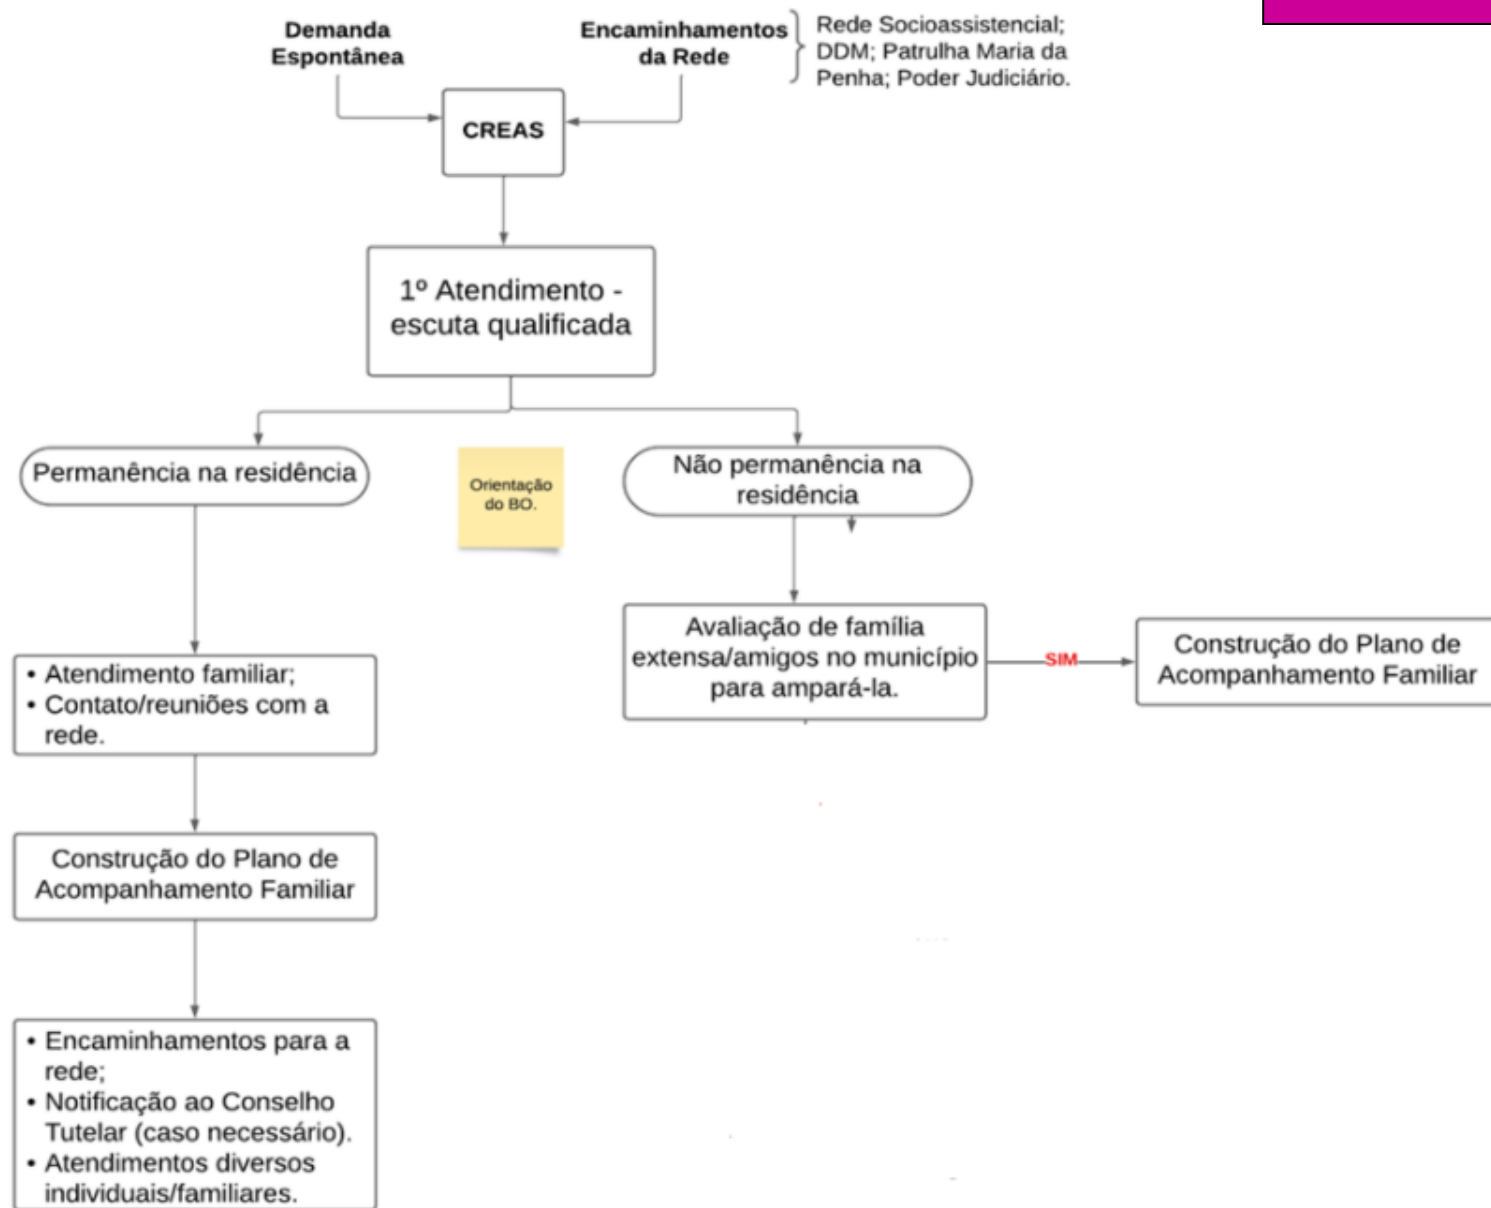 Demanda
Espontânea
Encaminhamentos
da Rede
Rede Socioassistencial;
DDM; Patrulha Maria da
Penha; Poder Judiciário.
CREAS
1º Atendimento -
escuta qualificada
Permanência na residência
Orientação
do BO.
Não permanência na
residência
• Atendimento familiar;
• Contato/reuniões com a
rede.
Avaliação de família
extensa/amigos no município
para ampará-la.
SIM
Construção do Plano de
Acompanhamento Familiar
Construção do Plano de
Acompanhamento Familiar
• Encaminhamentos para a
rede;
• Notificação ao Conselho
Tutelar (caso necessário).
• Atendimentos diversos
individuais/familiares.